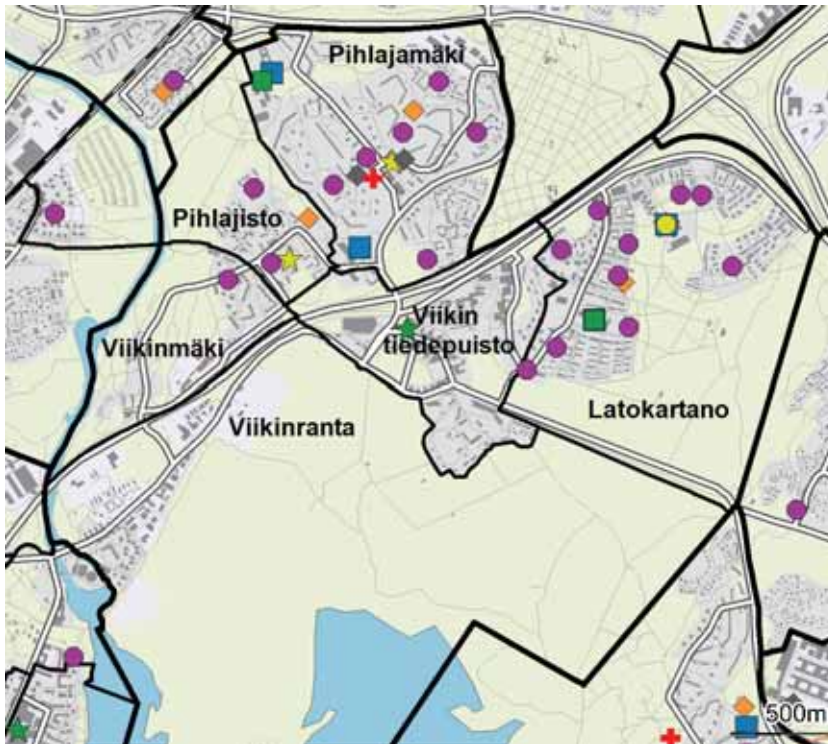 Pihlajamäki
Pihlajisto
Viikin
tiedepuisto
Viikinmäki
Latokartano
Viikinranta
500m